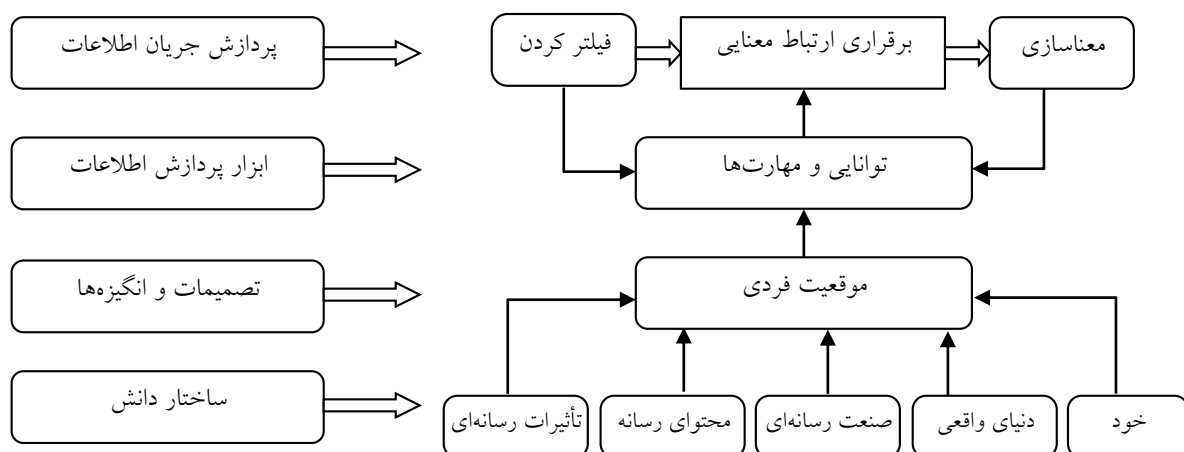 معناسازی
برقراری ارتباط معنایی
فیلتر کردن
پردازش جریان اطلاعات
توانایی و مهارت‌ها
ابزار پردازش اطلاعات
موقعیت فردی
تصمیمات و انگیزه‌ها
خود
دنیای واقعی
صنعت رسانه‌ای
محتوای رسانه
تأثیرات رسانه‌ای
ساختار دانش